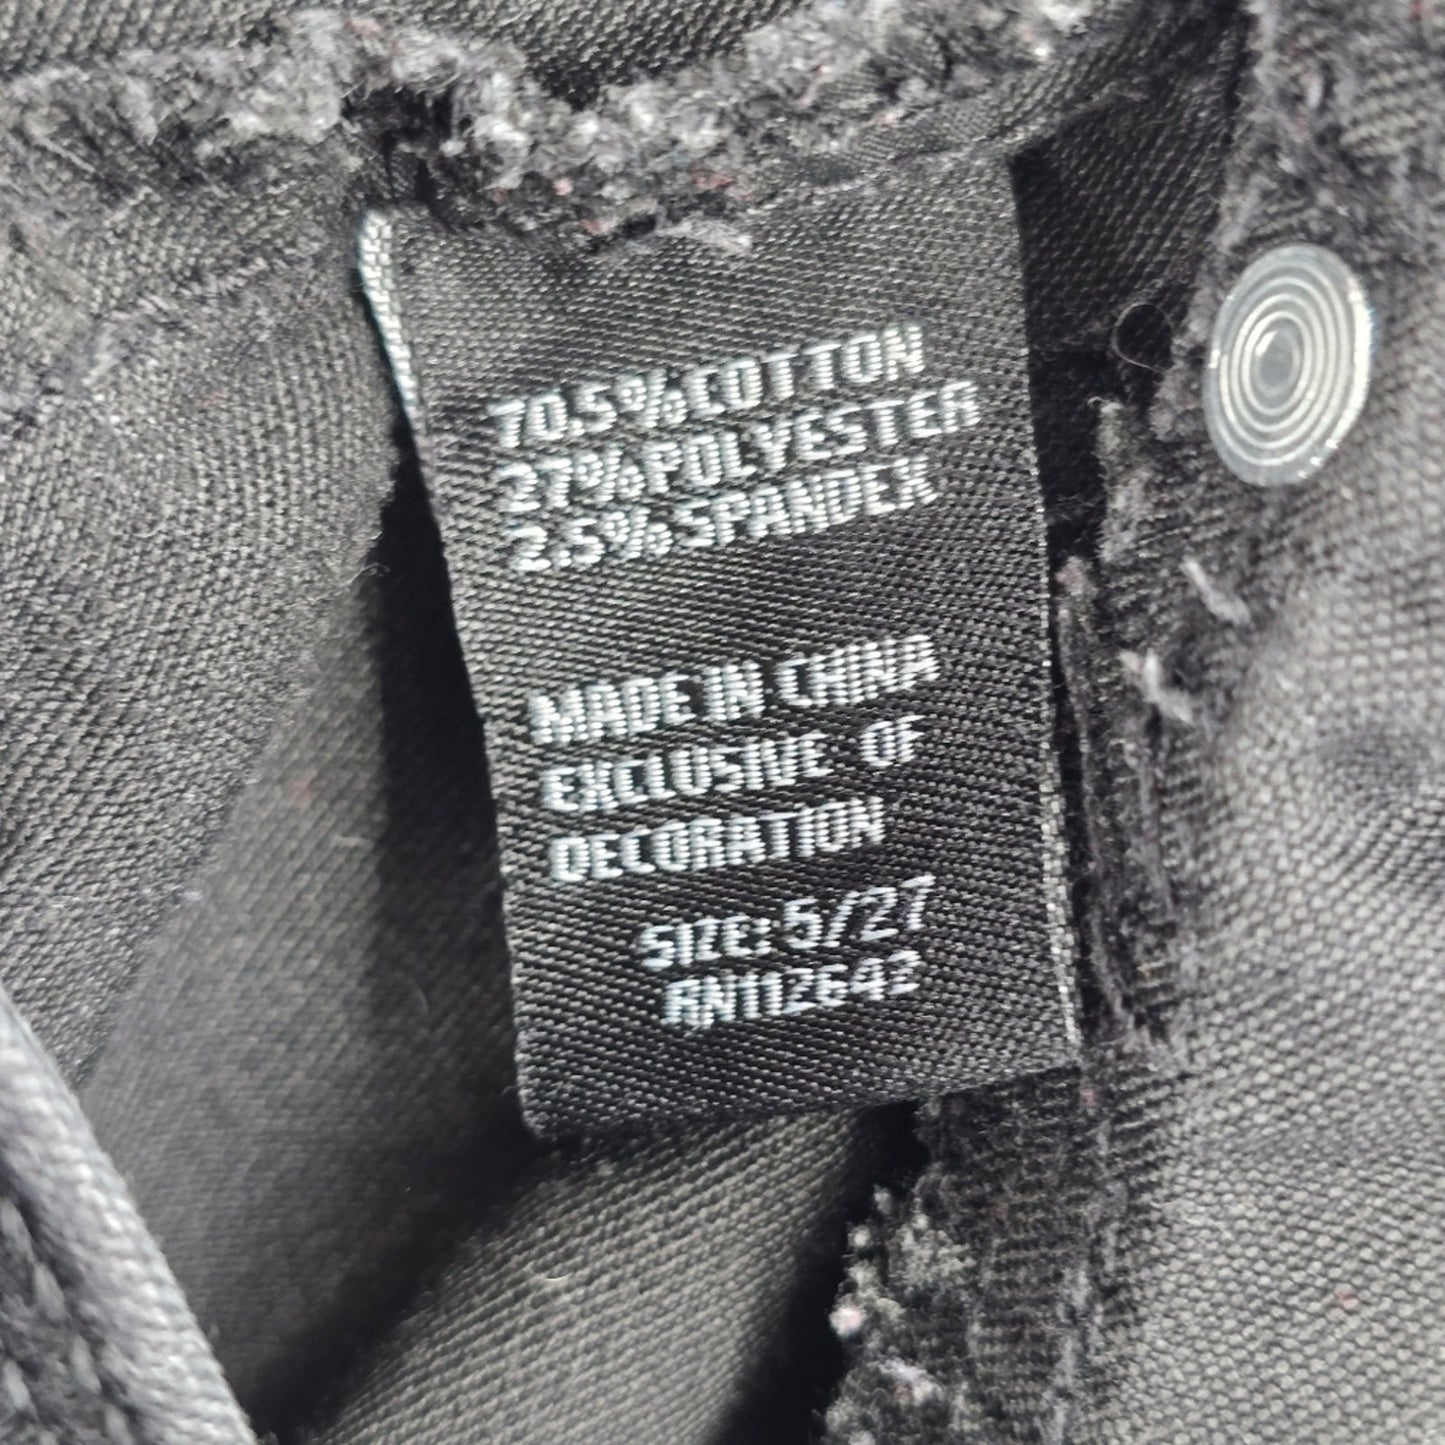 70.5%COTTON
27%POLYESTER
2.5%SPANDEX
MADE IN CHINA
EXCLUSIVE OF
DECORATION
SIZE: 5/27
RN112642